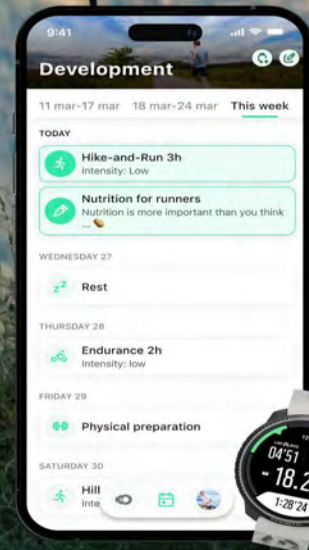 9:41
Development
11 mar-17 mar 18 mar-24 mar This week
TODAY
Hike-and-Run 3h
Intensity: Low
Nutrition for runners
Nutrition is more important than you think
...
WEDNESDAY 27
Rest
THURSDAY 28
Endurance 2h
Intensity: low
FRIDAY 29
Physical preparation
SATURDAY 30
Hill
Inte
04'51
18.2
1:28'24